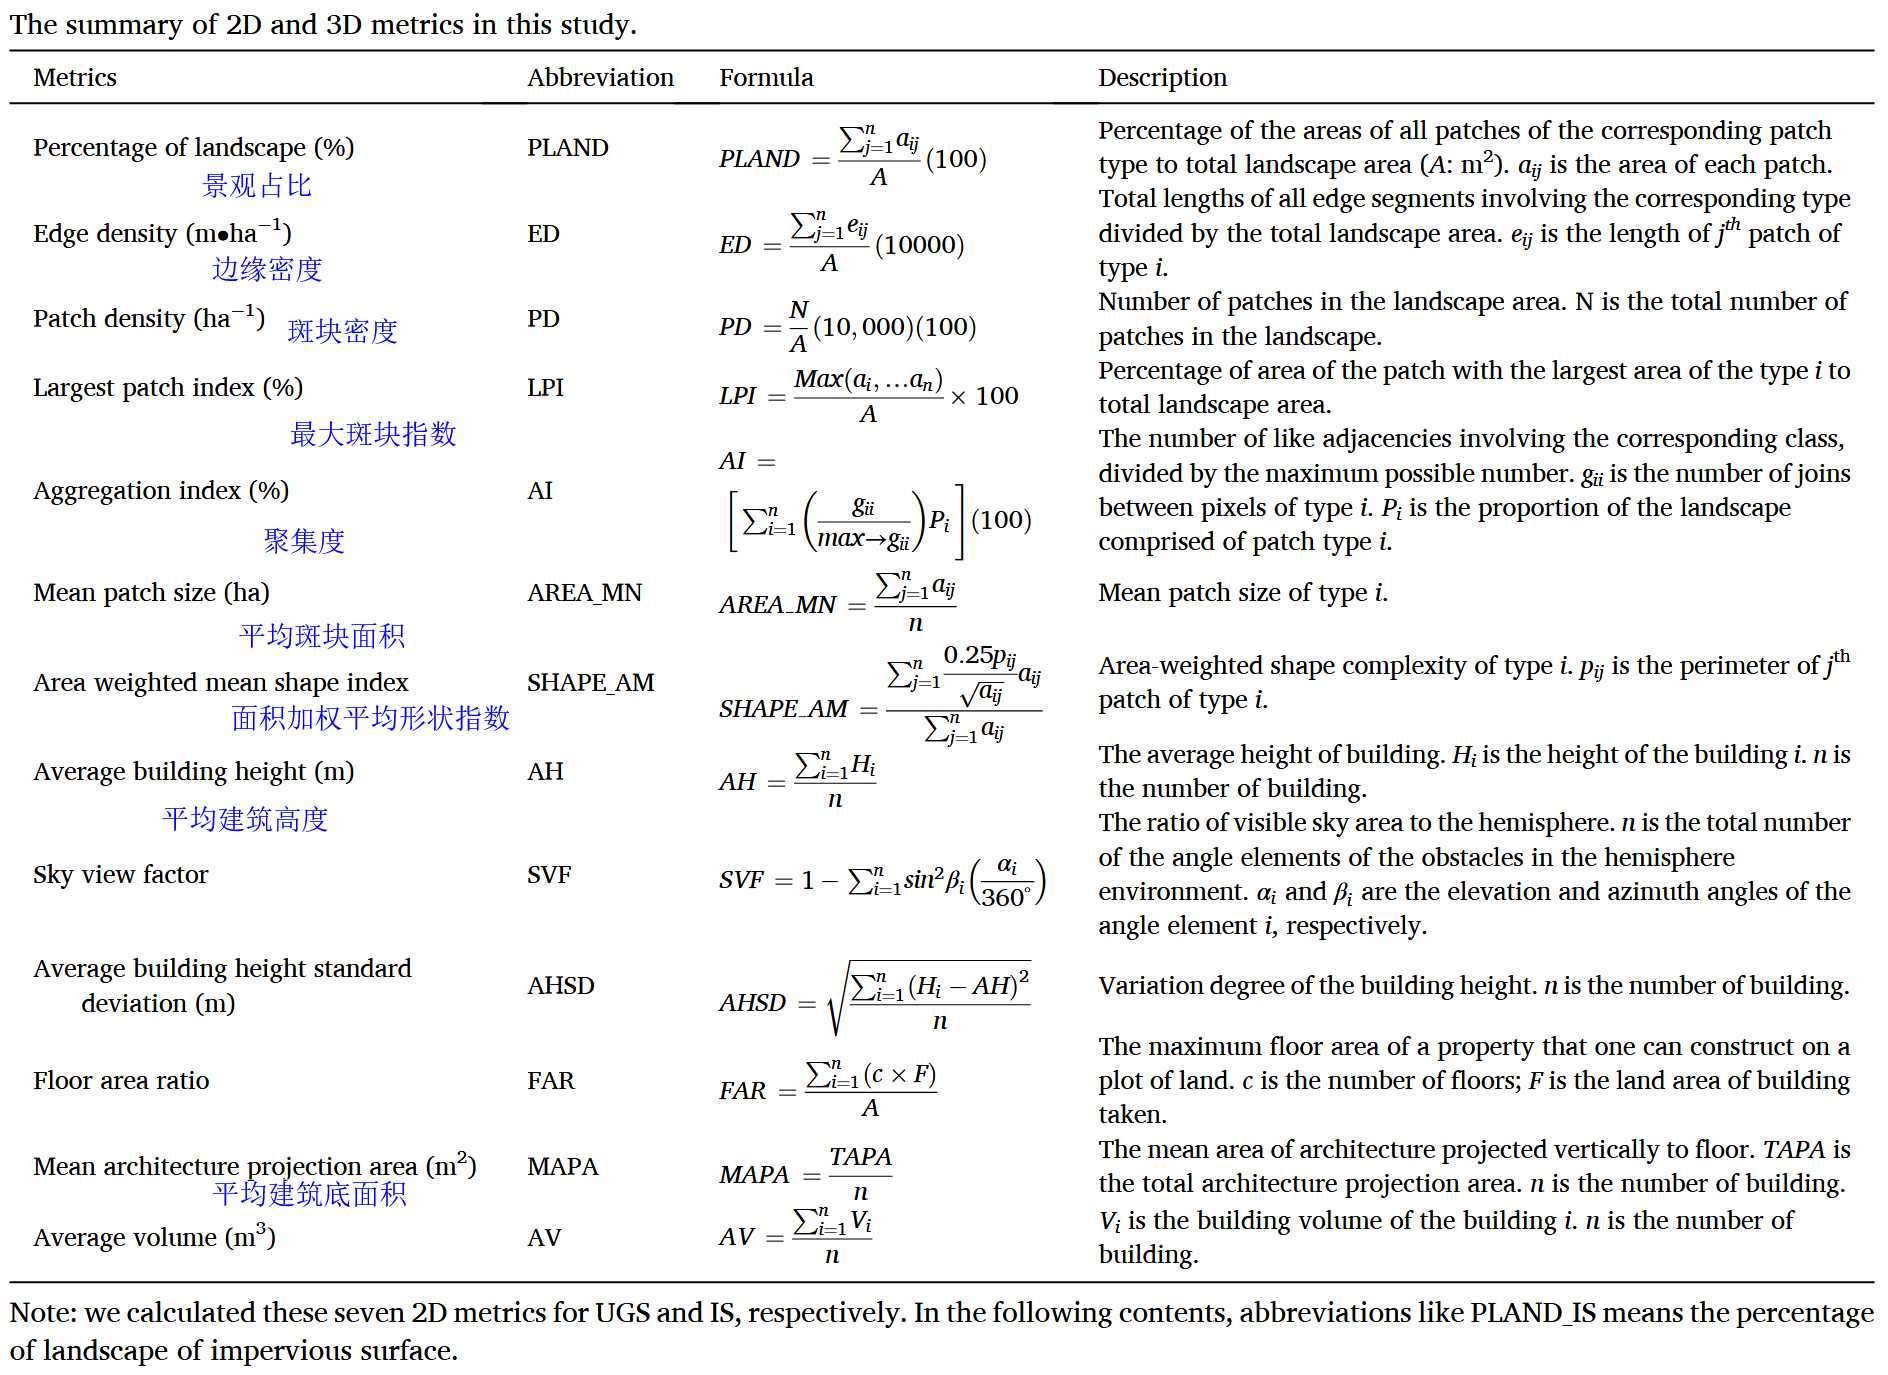 The summary of 2D and 3D metrics in this study.
Metrics Abbreviation Formula Description
Percentage of landscape (%) PLAND PLAND = \frac{\sum_{j=1}^{n} a_{ij}}{A}(100) Percentage of the areas of all patches of the corresponding patch
type to total landscape area (A: m²). a_{ij} is the area of each patch.
景观占比
Edge density (m●ha⁻¹) ED ED = \frac{\sum_{j=1}^{n} e_{ij}}{A}(10000) Total lengths of all edge segments involving the corresponding type
divided by the total landscape area. e_{ij} is the length of j^{th} patch of
type i.
边缘密度
Patch density (ha⁻¹) PD PD = \frac{N}{A}(10,000)(100) Number of patches in the landscape area. N is the total number of
patches in the landscape.
斑块密度
Largest patch index (%) LPI LPI = \frac{Max(a_i, …a_n)}{A} × 100 Percentage of area of the patch with the largest area of the type i to
total landscape area.
最大斑块指数
Aggregation index (%) AI AI = \left[\sum_{i=1}^{n}\left(\frac{g_{ii}}{max→g_{ii}}\right)P_i\right](100) The number of like adjacencies involving the corresponding class,
divided by the maximum possible number. g_{ii} is the number of joins
between pixels of type i. P_i is the proportion of the landscape
comprised of patch type i.
聚集度
Mean patch size (ha) AREA_MN AREA_MN = \frac{\sum_{j=1}^{n} a_{ij}}{n} Mean patch size of type i.
平均斑块面积
Area weighted mean shape index SHAPE_AM SHAPE_AM = \frac{\sum_{j=1}^{n} \frac{0.25p_{ij}}{\sqrt{a_{ij}}} a_{ij}}{\sum_{j=1}^{n} a_{ij}} Area-weighted shape complexity of type i. p_{ij} is the perimeter of j^{th}
patch of type i.
面积加权平均形状指数
Average building height (m) AH AH = \frac{\sum_{i=1}^{n} H_i}{n} The average height of building. H_i is the height of the building i. n is
the number of building.
平均建筑高度
Sky view factor SVF SVF = 1 − \sum_{i=1}^{n} sin²β_i\left(\frac{α_i}{360°}\right) The ratio of visible sky area to the hemisphere. n is the total number
of the angle elements of the obstacles in the hemisphere
environment. α_i and β_i are the elevation and azimuth angles of the
angle element i, respectively.
Average building height standard
deviation (m) AHSD AHSD = \sqrt{\frac{\sum_{i=1}^{n}(H_i − AH)^2}{n}} Variation degree of the building height. n is the number of building.
Floor area ratio FAR FAR = \frac{\sum_{i=1}^{n}(c × F)}{A} The maximum floor area of a property that one can construct on a
plot of land. c is the number of floors; F is the land area of building
taken.
Mean architecture projection area (m²) MAPA MAPA = \frac{TAPA}{n} The mean area of architecture projected vertically to floor. TAPA is
the total architecture projection area. n is the number of building.
平均建筑底面积
Average volume (m³) AV AV = \frac{\sum_{i=1}^{n} V_i}{n} V_i is the building volume of the building i. n is the number of
building.
Note: we calculated these seven 2D metrics for UGS and IS, respectively. In the following contents, abbreviations like PLAND_IS means the percentage
of landscape of impervious surface.